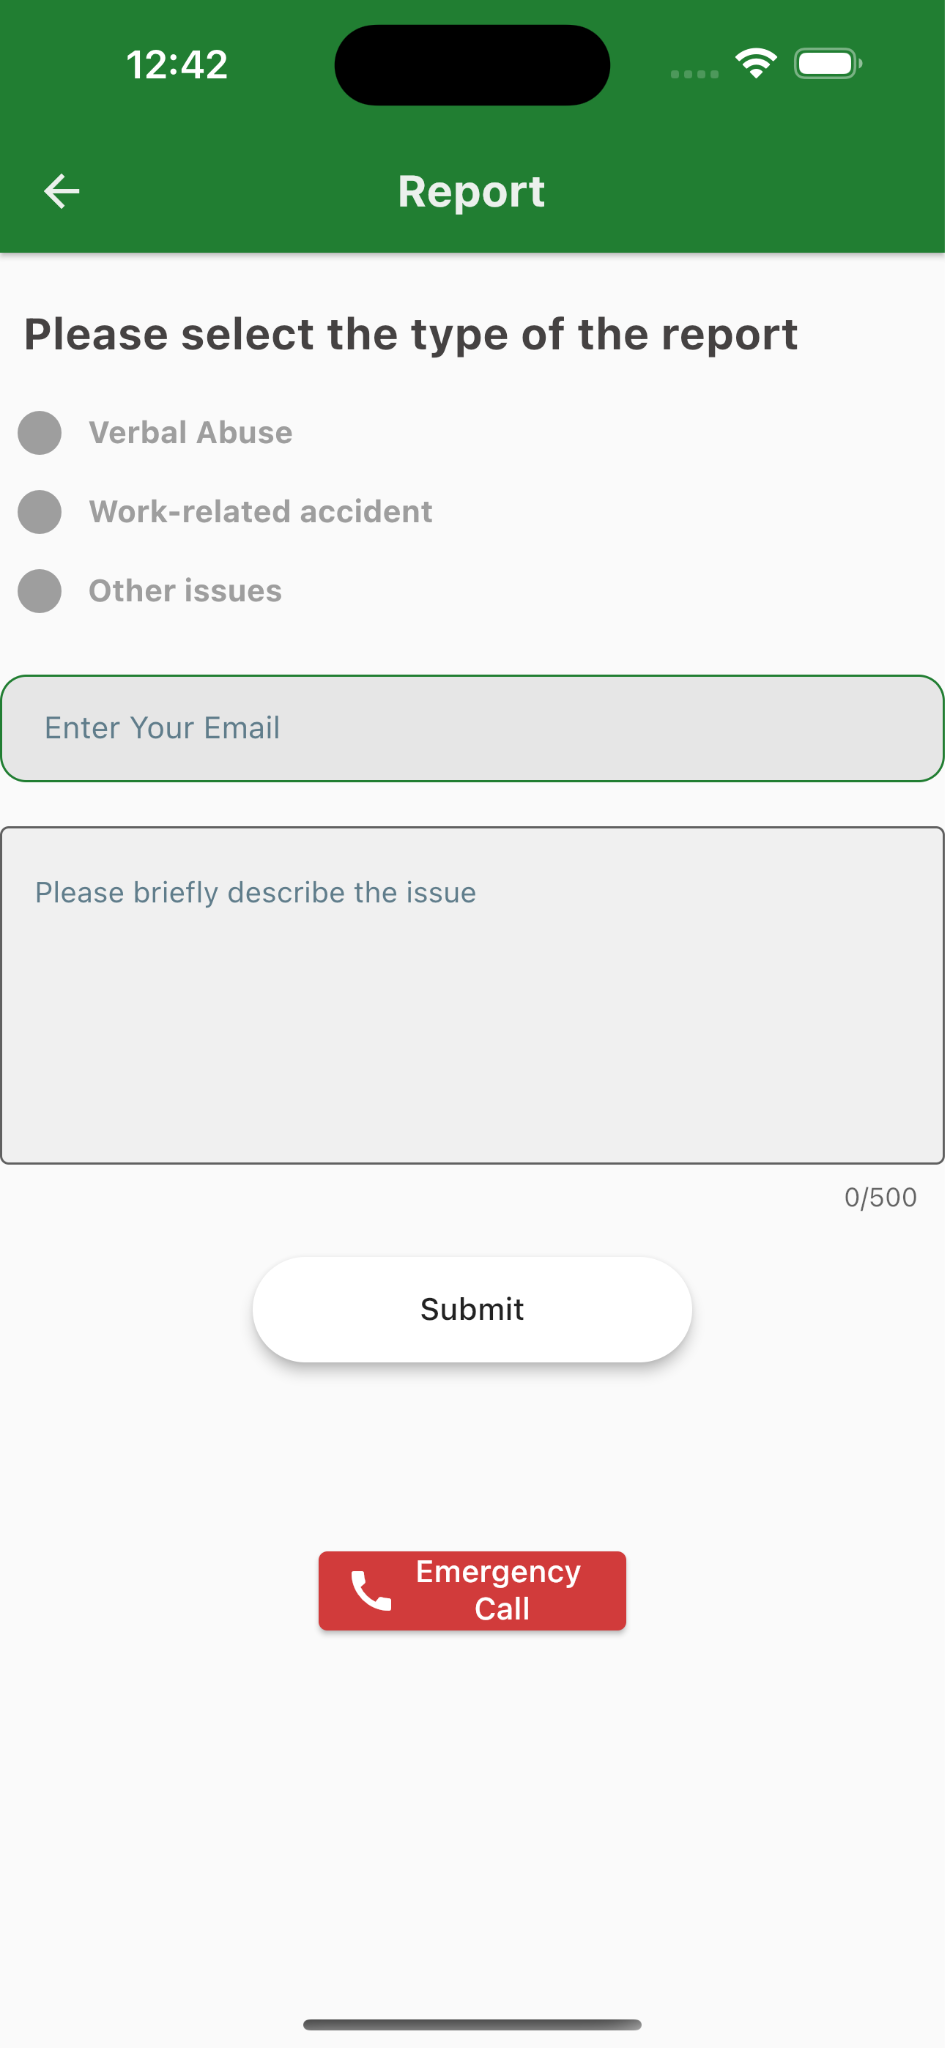 12:42
Report
Please select the type of the report
Verbal Abuse
Work-related accident
Other issues
Enter Your Email
Please briefly describe the issue
0/500
Submit
Emergency
Call